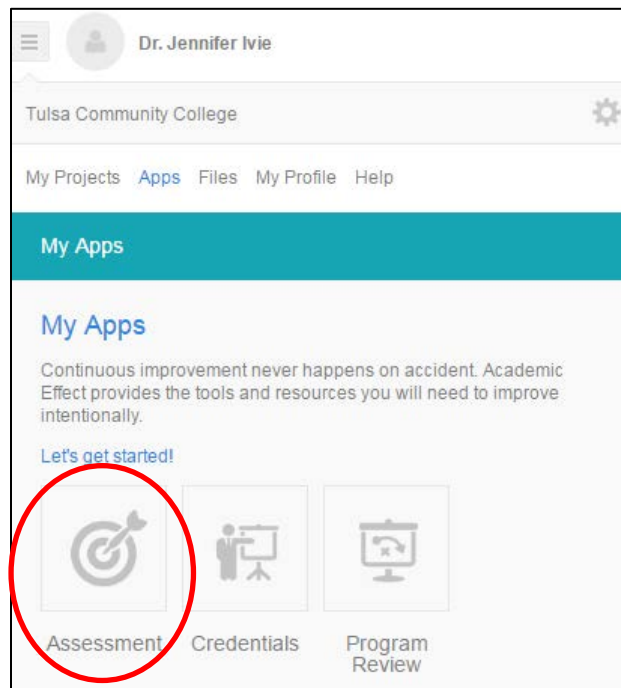 Dr. Jennifer Ivie
Tulsa Community College
My Projects Apps Files My Profile Help
My Apps
My Apps
Continuous improvement never happens on accident. Academic
Effect provides the tools and resources you will need to improve
intentionally.
Let's get started!
Assessment Credentials Program
Review